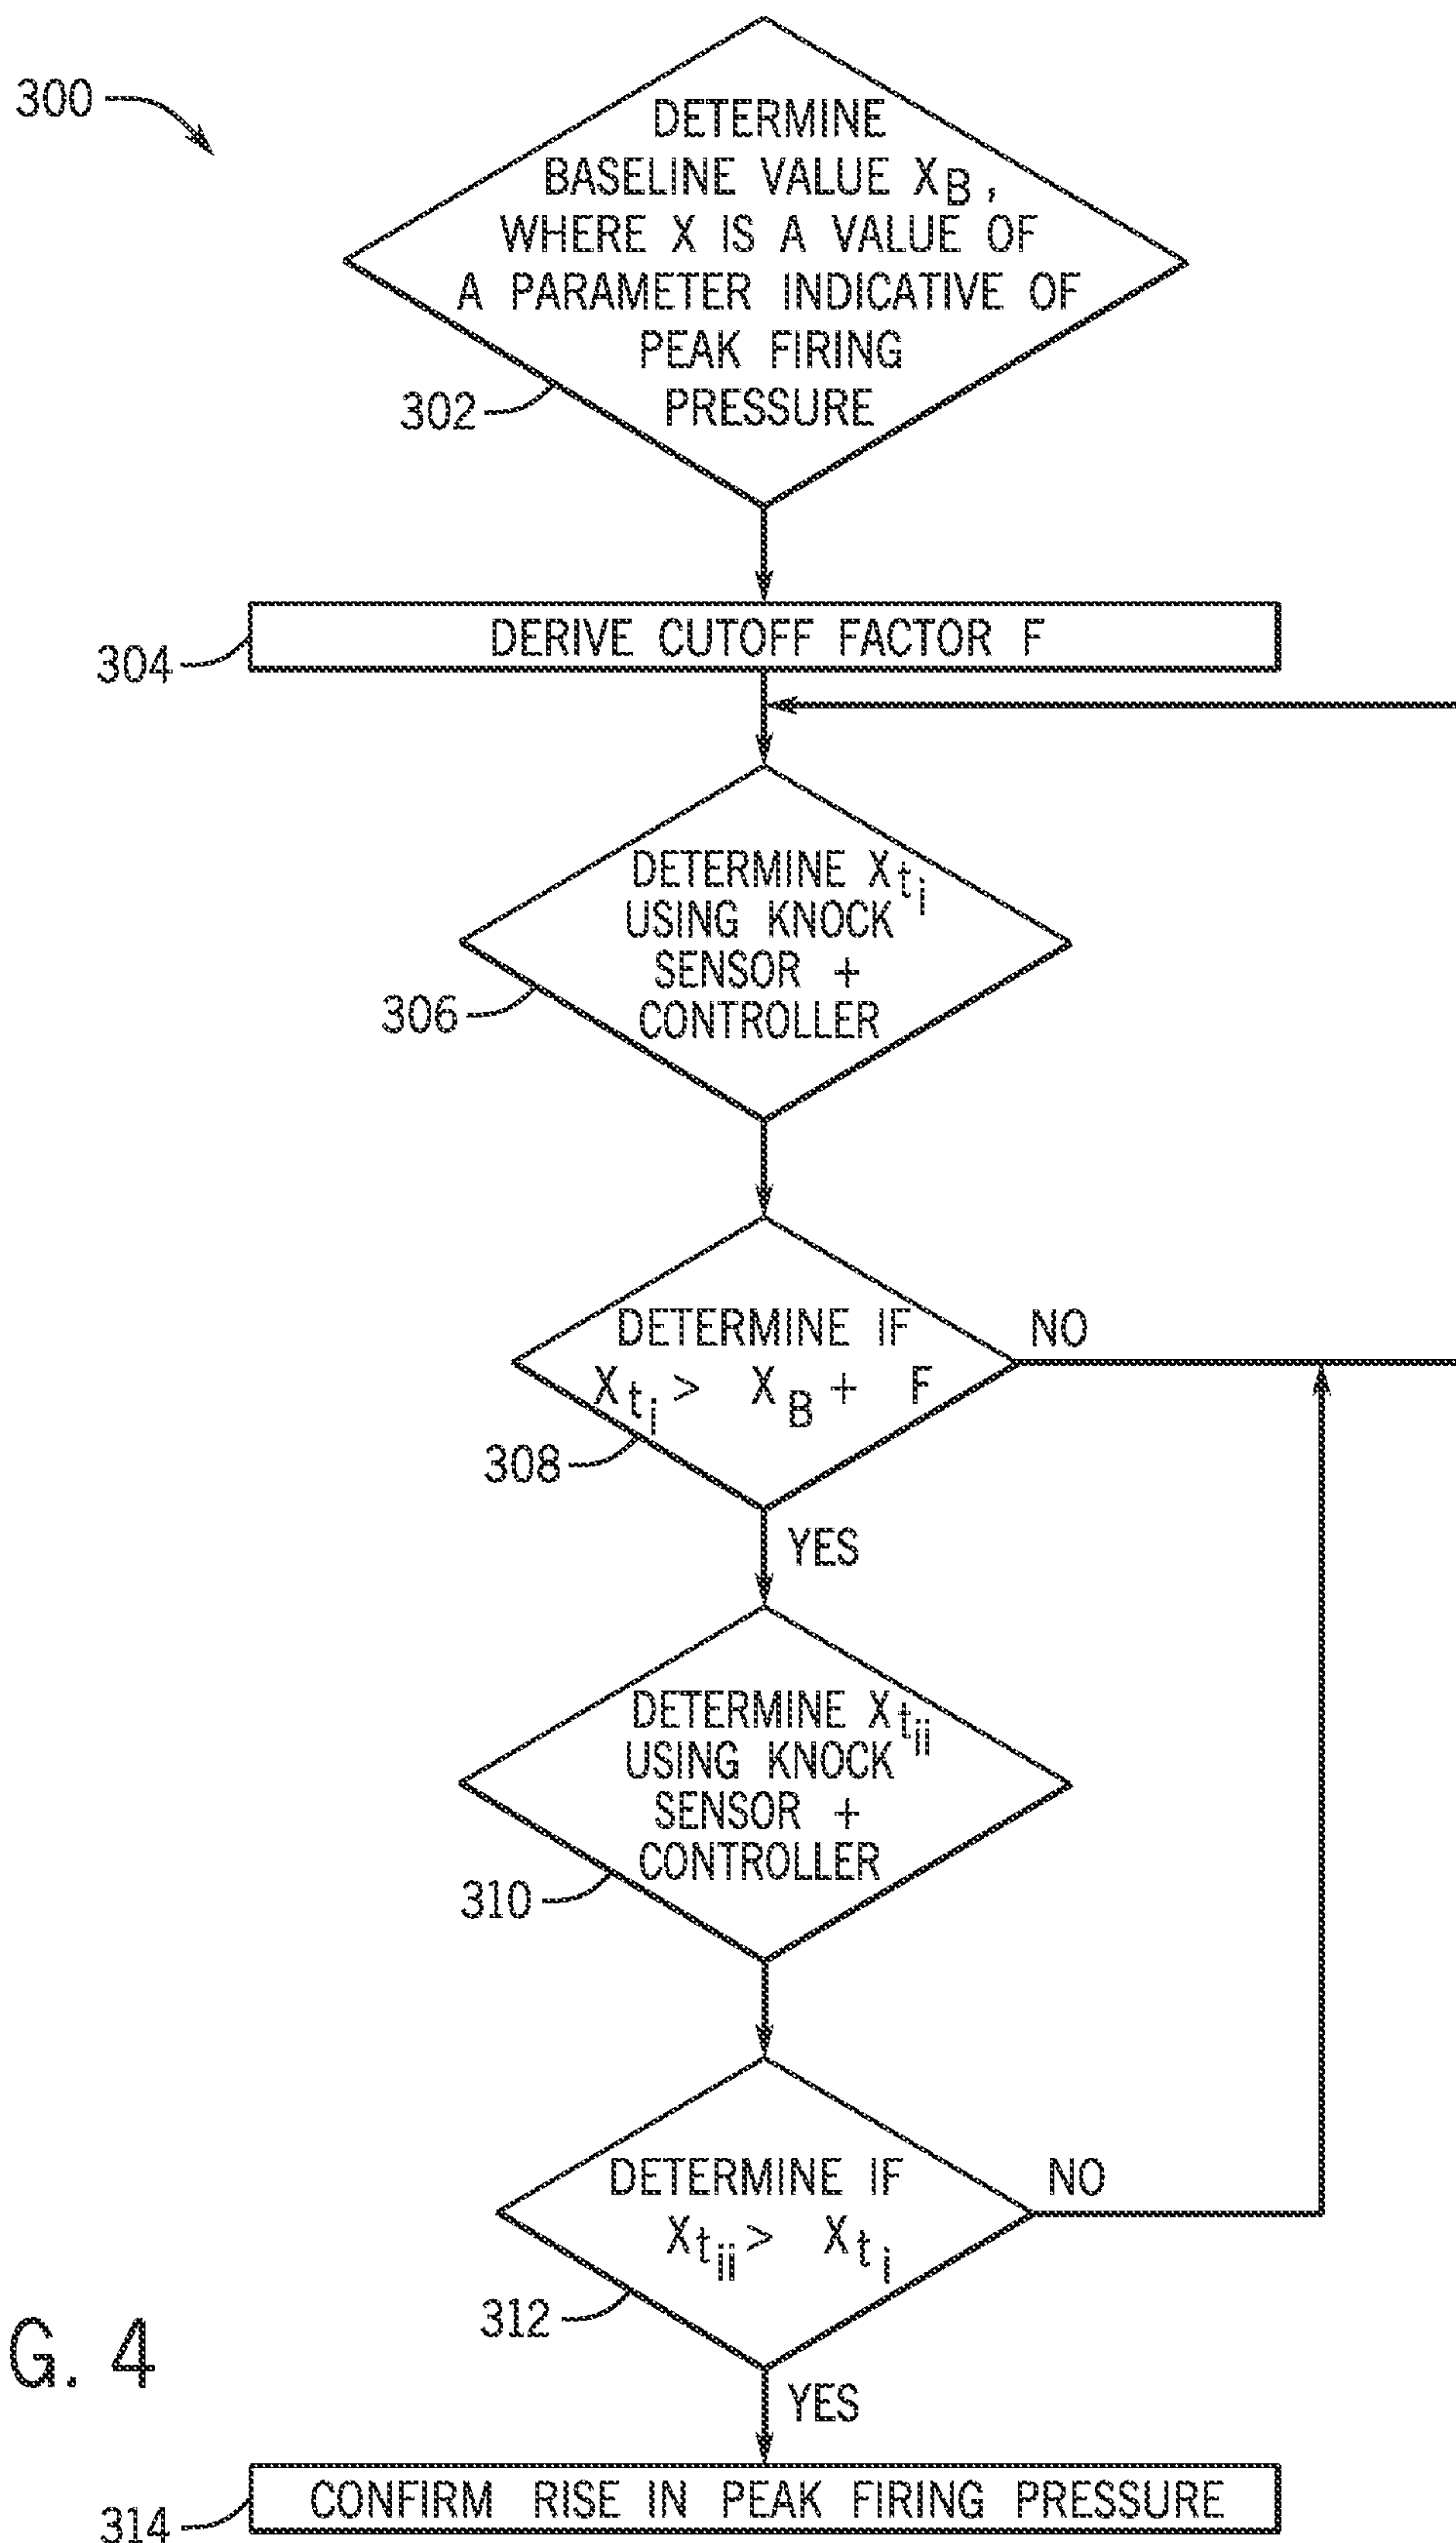 300
DETERMINE
BASELINE VALUE XB,
WHERE X IS A VALUE OF
A PARAMETER INDICATIVE OF
PEAK FIRING
PRESSURE
302
DERIVE CUTOFF FACTOR F
304
DETERMINE Xti
USING KNOCK
SENSOR +
CONTROLLER
306
DETERMINE IF
Xti > XB + F
NO
308
YES
DETERMINE Xtii
USING KNOCK
SENSOR +
CONTROLLER
310
DETERMINE IF
Xtii > Xti
NO
312
G. 4
YES
CONFIRM RISE IN PEAK FIRING PRESSURE
314